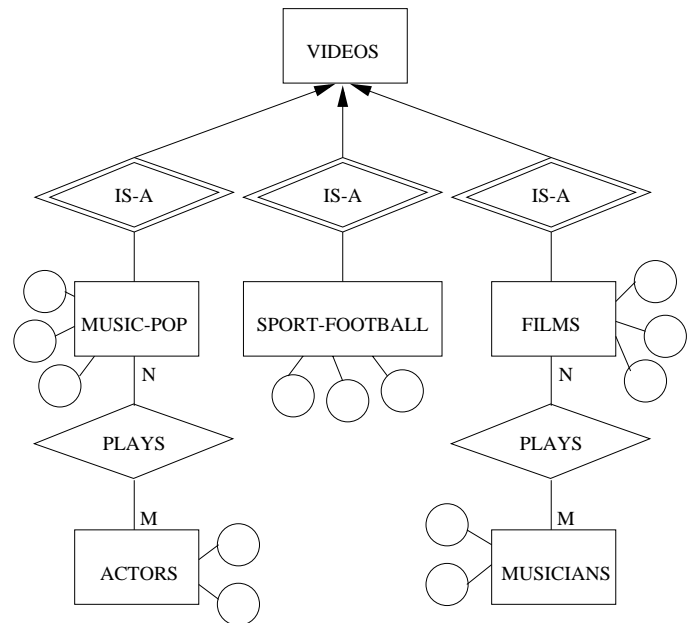 VIDEOS
IS-A
IS-A
IS-A
MUSIC-POP
SPORT-FOOTBALL
FILMS
N
N
PLAYS
PLAYS
M
M
ACTORS
MUSICIANS